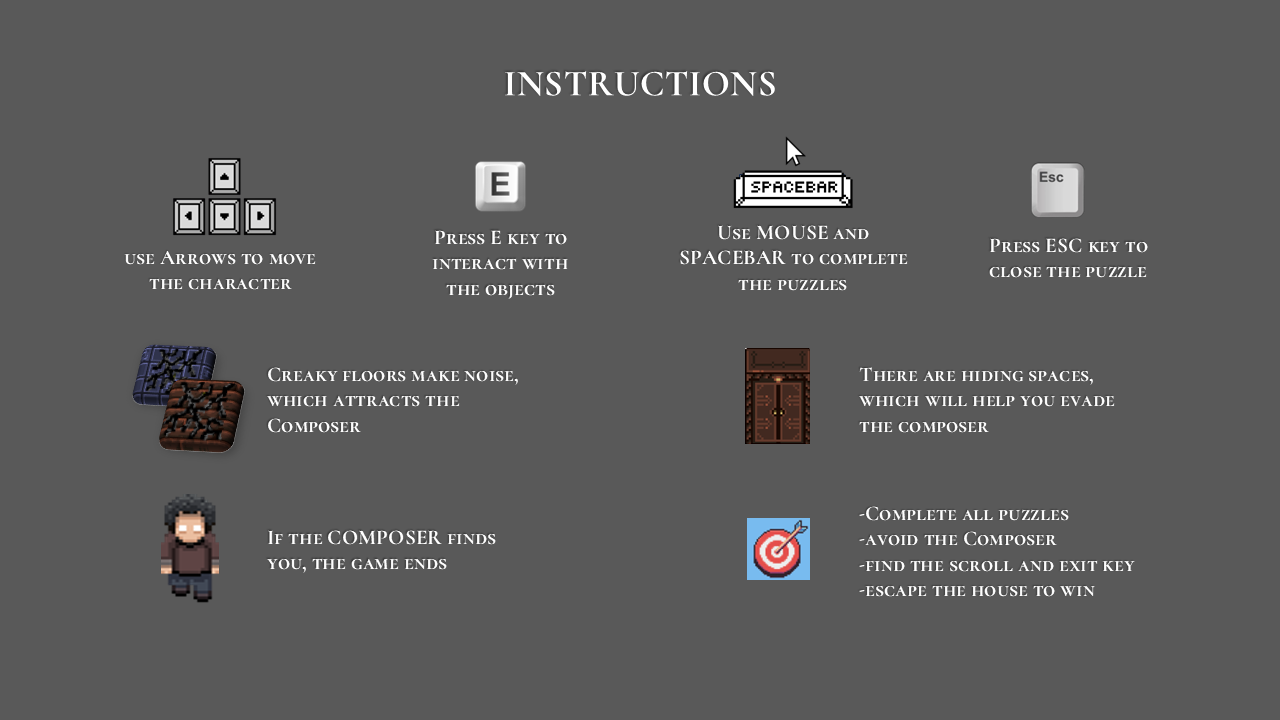 INSTRUCTIONS
SPACEBAR
E
Esc
use Arrows to move
the character
Press E key to
interact with
the objects
Use MOUSE and
SPACEBAR to complete
the puzzles
Press ESC key to
close the puzzle
Creaky floors make noise,
which attracts the
Composer
There are hiding spaces,
which will help you evade
the composer
If the COMPOSER finds
you, the game ends
-Complete all puzzles
-avoid the Composer
-find the scroll and exit key
-escape the house to win